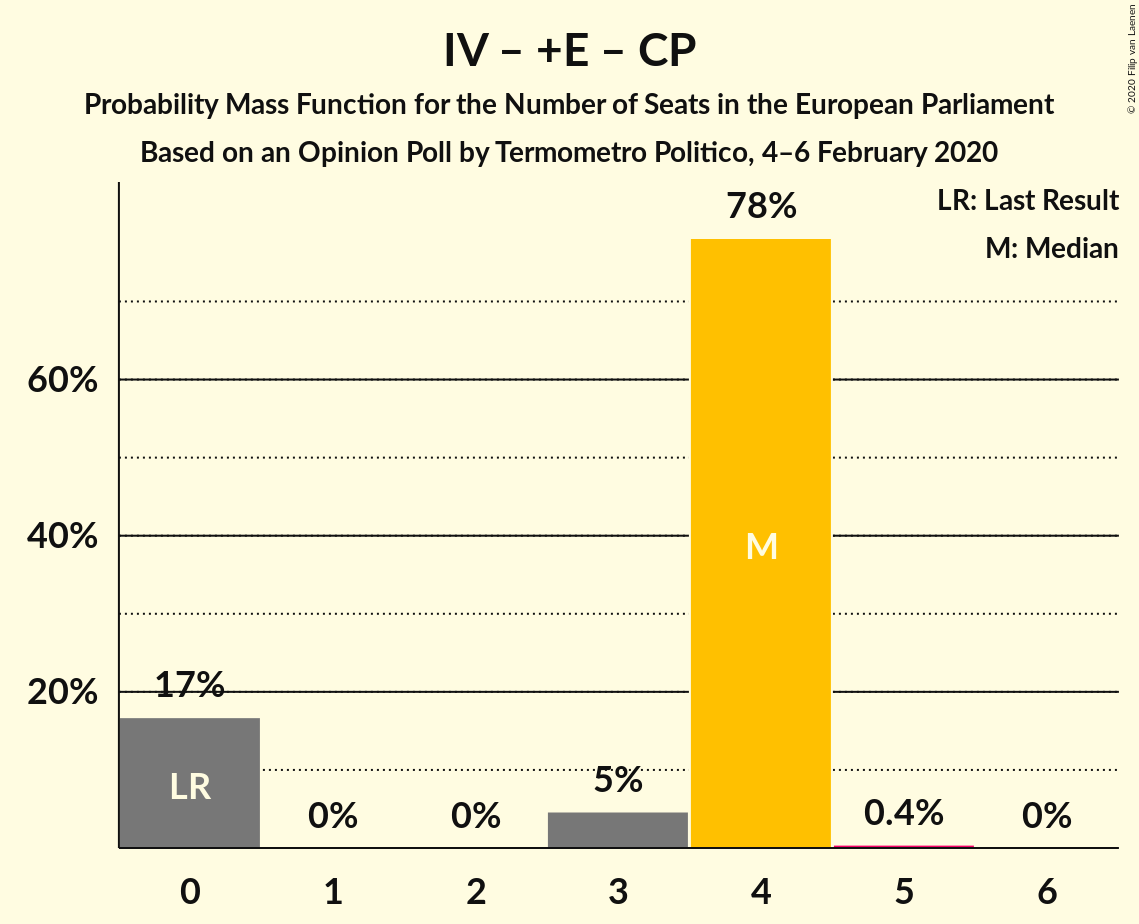 IV – +E – CP
Probability Mass Function for the Number of Seats in the European Parliament
Based on an Opinion Poll by Termometro Politico, 4–6 February 2020
© 2020 Filip van Laenen
LR: Last Result
M: Median
78%
60%
40%
M
20%
17%
LR
0%
0%
5%
0.4%
0%
0
1
2
3
4
5
6